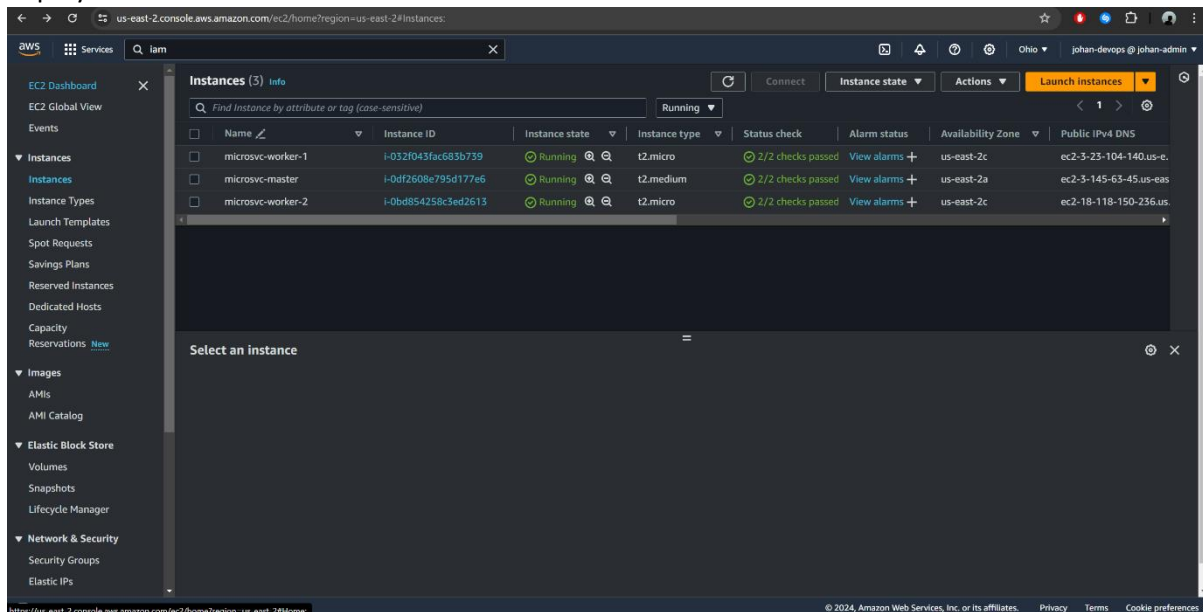 us-east-2.console.aws.amazon.com/ec2/home?region=us-east-2#Instances:
aws Services iam Ohio johan-devops @ johan-admin
EC2 Dashboard
EC2 Global View
Events
Instances
Instances
Instance Types
Launch Templates
Spot Requests
Savings Plans
Reserved Instances
Dedicated Hosts
Capacity
Reservations New
Images
AMIs
AMI Catalog
Elastic Block Store
Volumes
Snapshots
Lifecycle Manager
Network & Security
Security Groups
Elastic IPs
Instances (3) Info Connect Instance state Actions Launch instances
Find Instance by attribute or tag (case-sensitive) Running 1
Name Instance ID Instance state Instance type Status check Alarm status Availability Zone Public IPv4 DNS
microsvc-worker-1 i-032f043fac683b739 Running t2.micro 2/2 checks passed View alarms + us-east-2c ec2-3-23-104-140.us-e.
microsvc-master i-0df2608e795d177e6 Running t2.medium 2/2 checks passed View alarms + us-east-2a ec2-3-145-63-45.us-eas
microsvc-worker-2 i-0bd854258c3ed2613 Running t2.micro 2/2 checks passed View alarms + us-east-2c ec2-18-118-150-236.us.
Select an instance
© 2024, Amazon Web Services, Inc. or its affiliates. Privacy Terms Cookie preferences